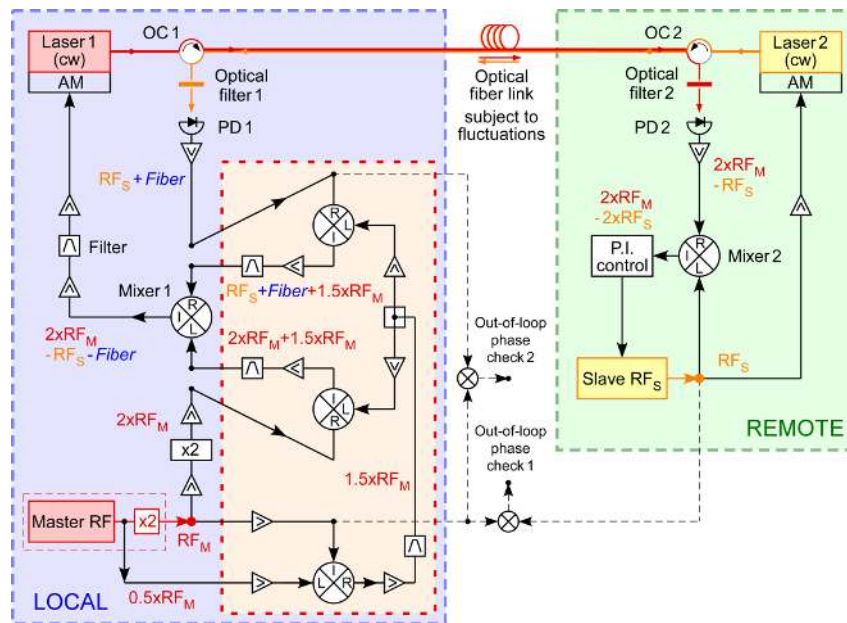 Laser 1
(cw)
AM
OC 1
Optical
filter 1
PD 1
Optical
fiber link
subject to
fluctuations
OC 2
Optical
filter 2
PD 2
Laser 2
(cw)
AM
RFS + Fiber
2xRFM
-RFS
2xRFM
-2xRFS
R
I
L
Filter
Mixer 1
R
I
L
RFS+Fiber+1.5xRFM
2xRFM
-RFS-Fiber
2xRFM+1.5xRFM
I
L
R
P.I.
control
R
I
L
Mixer 2
Out-of-loop
phase
check 2
Slave RFS
RFS
2xRFM
x2
1.5xRFM
Out-of-loop
phase
check 1
REMOTE
Master RF
x2
RFM
I
L
R
0.5xRFM
LOCAL